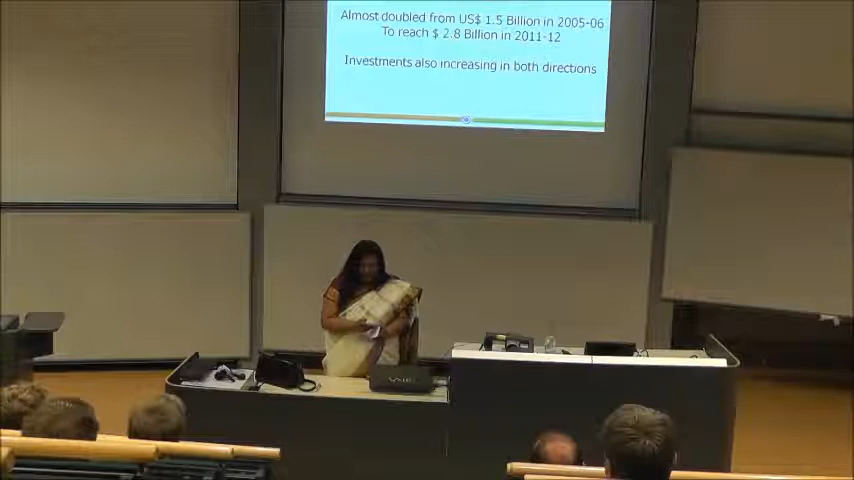 Almost doubled from US$ 1.5 Billion in 2005-06
To reach $ 2.8 Billion in 2011-12
Investments also increasing in both directions
VAIO